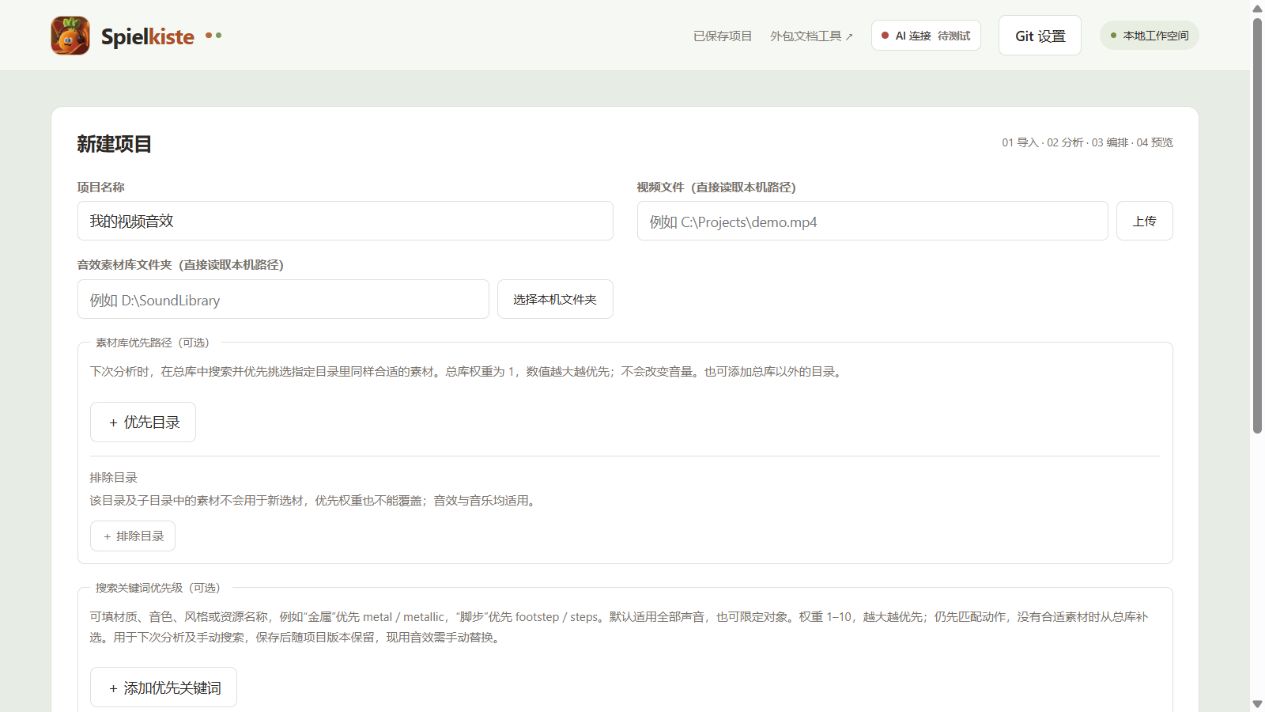 Spielkiste
已保存项目
外包文档工具 ↗
AI 连接 待测试
Git 设置
本地工作空间
新建项目
01 导入 · 02 分析 · 03 编排 · 04 预览
项目名称
视频文件（直接读取本机路径）
我的视频音效
例如 C:\Projects\demo.mp4
上传
音效素材库文件夹（直接读取本机路径）
例如 D:\SoundLibrary
选择本机文件夹
素材库优先路径（可选）
下次分析时，在总库中搜索并优先挑选指定目录里同样合适的素材。总库权重为 1，数值越大越优先；不会改变音量。也可添加总库以外的目录。
+ 优先目录
排除目录
该目录及子目录中的素材不会用于新选材，优先权重也不能覆盖；音效与音乐均适用。
+ 排除目录
搜索关键词优先级（可选）
可填材质、音色、风格或资源名称，例如“金属”优先 metal / metallic，“脚步”优先 footstep / steps。默认适用全部声音，也可限定对象。权重 1–10，越大越优先；仍先匹配动作，没有合适素材时从总库补
选。用于下次分析及手动搜索，保存后随项目版本保留，现用音效需手动替换。
+ 添加优先关键词